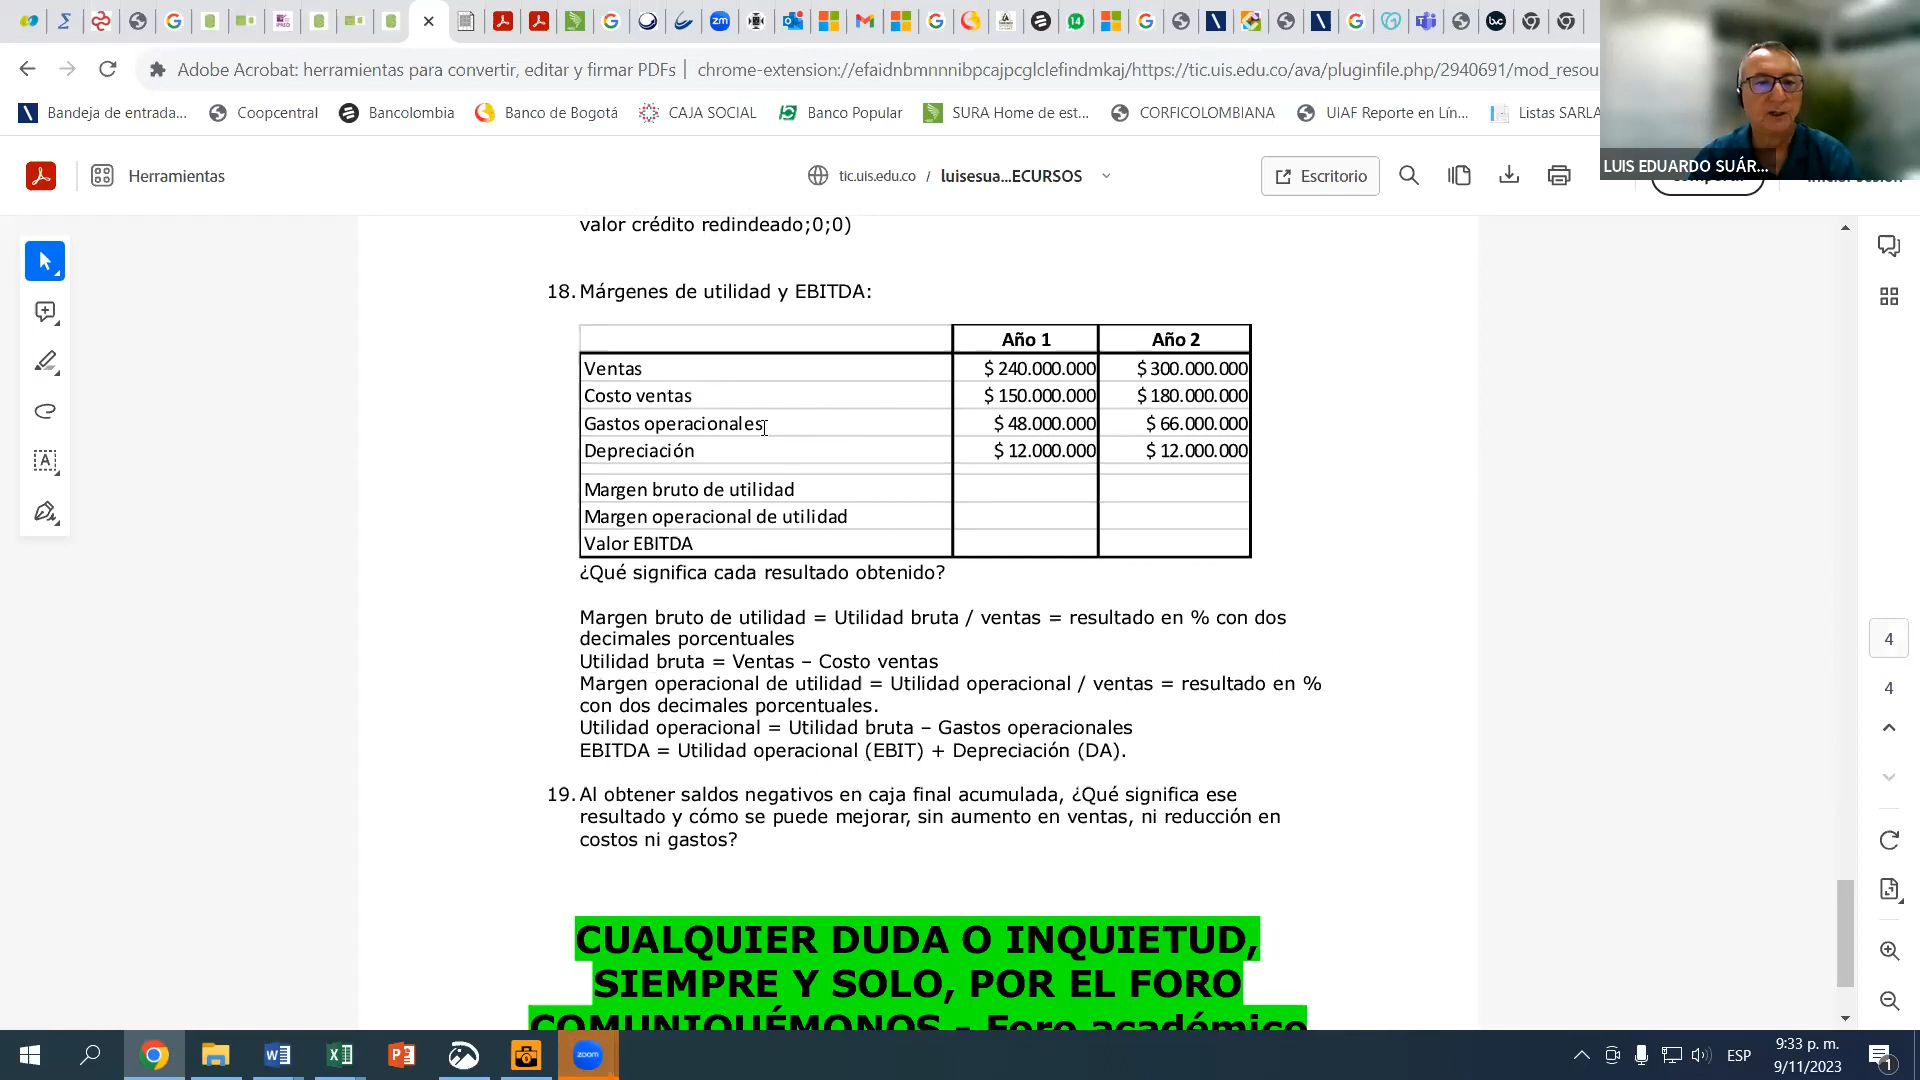 Adobe Acrobat: herramientas para convertir, editar y firmar PDFs | chrome-extension://efaidnbmnnnibpcajpcglclefindmkaj/https://tic.uis.edu.co/ava/pluginfile.php/2940691/mod_resou
Bandeja de entrada... Coopcentral Bancolombia Banco de Bogotá CAJA SOCIAL Banco Popular SURA Home de est... CORFICOLOMBIANA UIAF Reporte en Lín... Listas SARLA
LUIS EDUARDO SUÁR...
Herramientas
tic.uis.edu.co / luisesua...ECURSOS
Escritorio
valor crédito redindeado;0;0)
18. Márgenes de utilidad y EBITDA:
Año 1 Año 2
Ventas $ 240.000.000 $ 300.000.000
Costo ventas $ 150.000.000 $ 180.000.000
Gastos operacionales $ 48.000.000 $ 66.000.000
Depreciación $ 12.000.000 $ 12.000.000
Margen bruto de utilidad
Margen operacional de utilidad
Valor EBITDA
¿Qué significa cada resultado obtenido?
Margen bruto de utilidad = Utilidad bruta / ventas = resultado en % con dos
decimales porcentuales
Utilidad bruta = Ventas – Costo ventas
Margen operacional de utilidad = Utilidad operacional / ventas = resultado en %
con dos decimales porcentuales.
Utilidad operacional = Utilidad bruta – Gastos operacionales
EBITDA = Utilidad operacional (EBIT) + Depreciación (DA).
19. Al obtener saldos negativos en caja final acumulada, ¿Qué significa ese
resultado y cómo se puede mejorar, sin aumento en ventas, ni reducción en
costos ni gastos?
CUALQUIER DUDA O INQUIETUD,
SIEMPRE Y SOLO, POR EL FORO
COMUNIQUÉMONOS - Foro académico
4
4
zoom
ESP
9:33 p. m.
9/11/2023
1